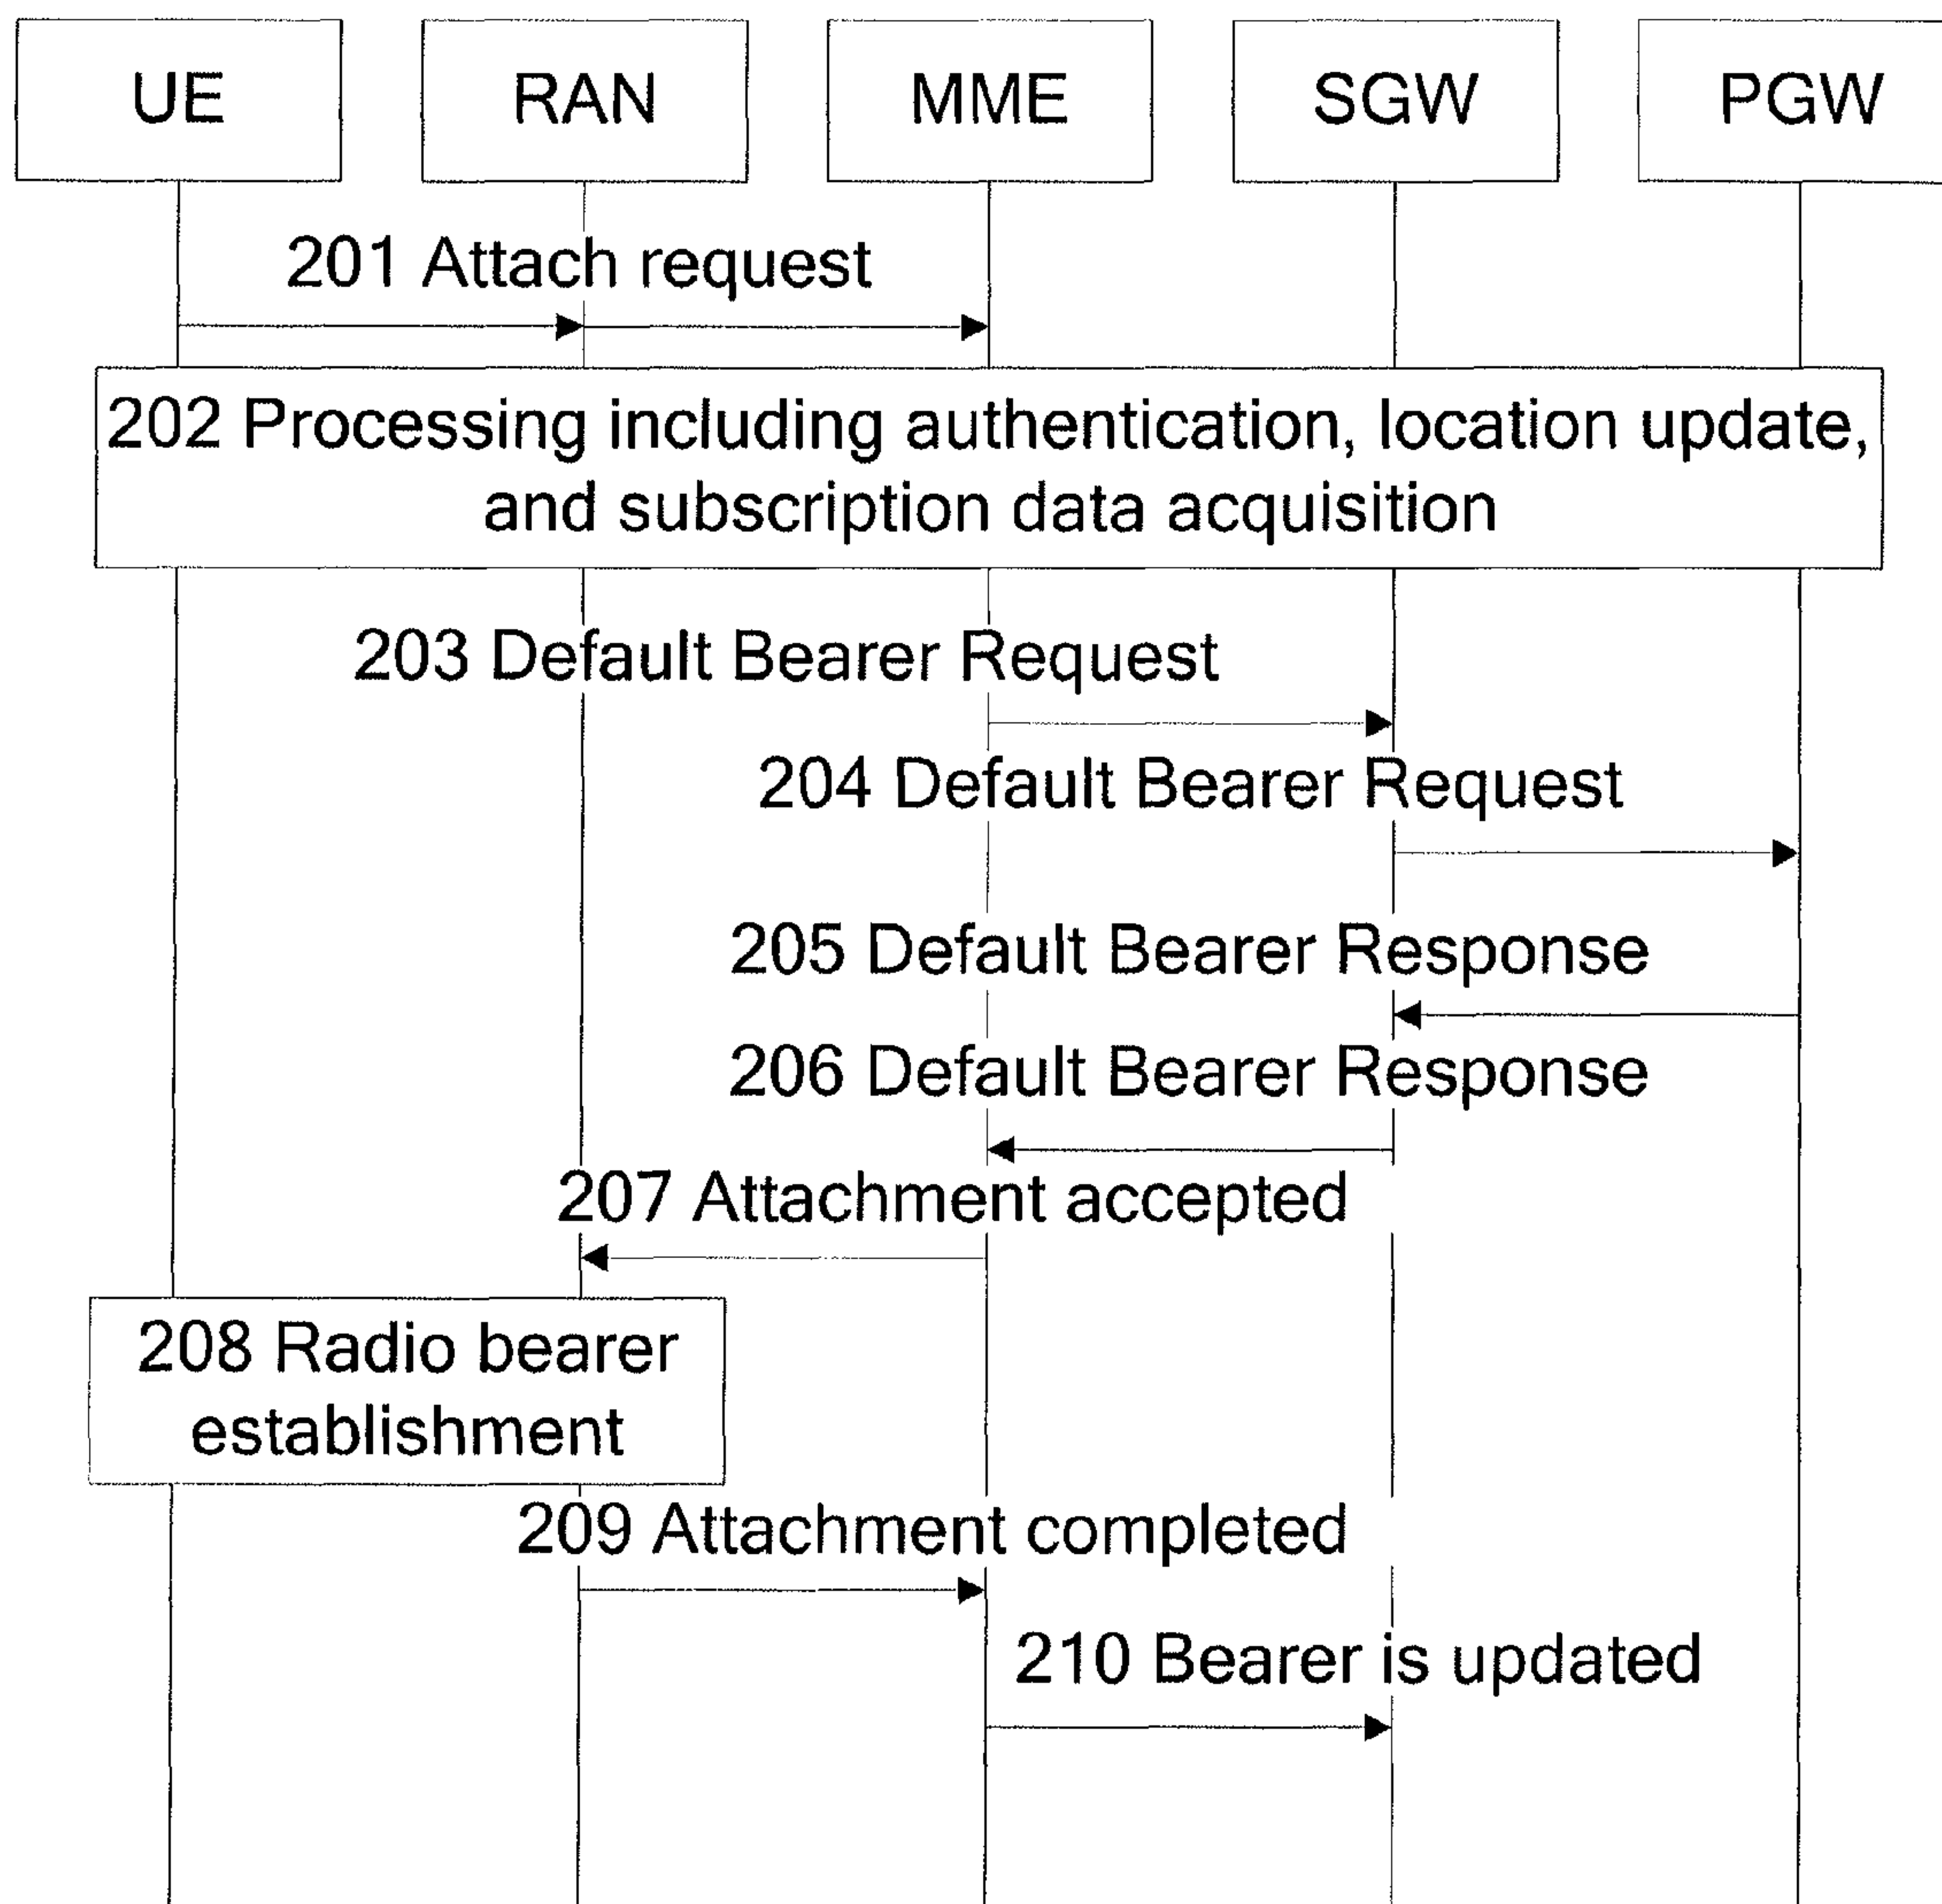 UE
RAN
MME
SGW
PGW
201 Attach request
202 Processing including authentication, location update,
and subscription data acquisition
203 Default Bearer Request
204 Default Bearer Request
205 Default Bearer Response
206 Default Bearer Response
207 Attachment accepted
208 Radio bearer
establishment
209 Attachment completed
210 Bearer is updated